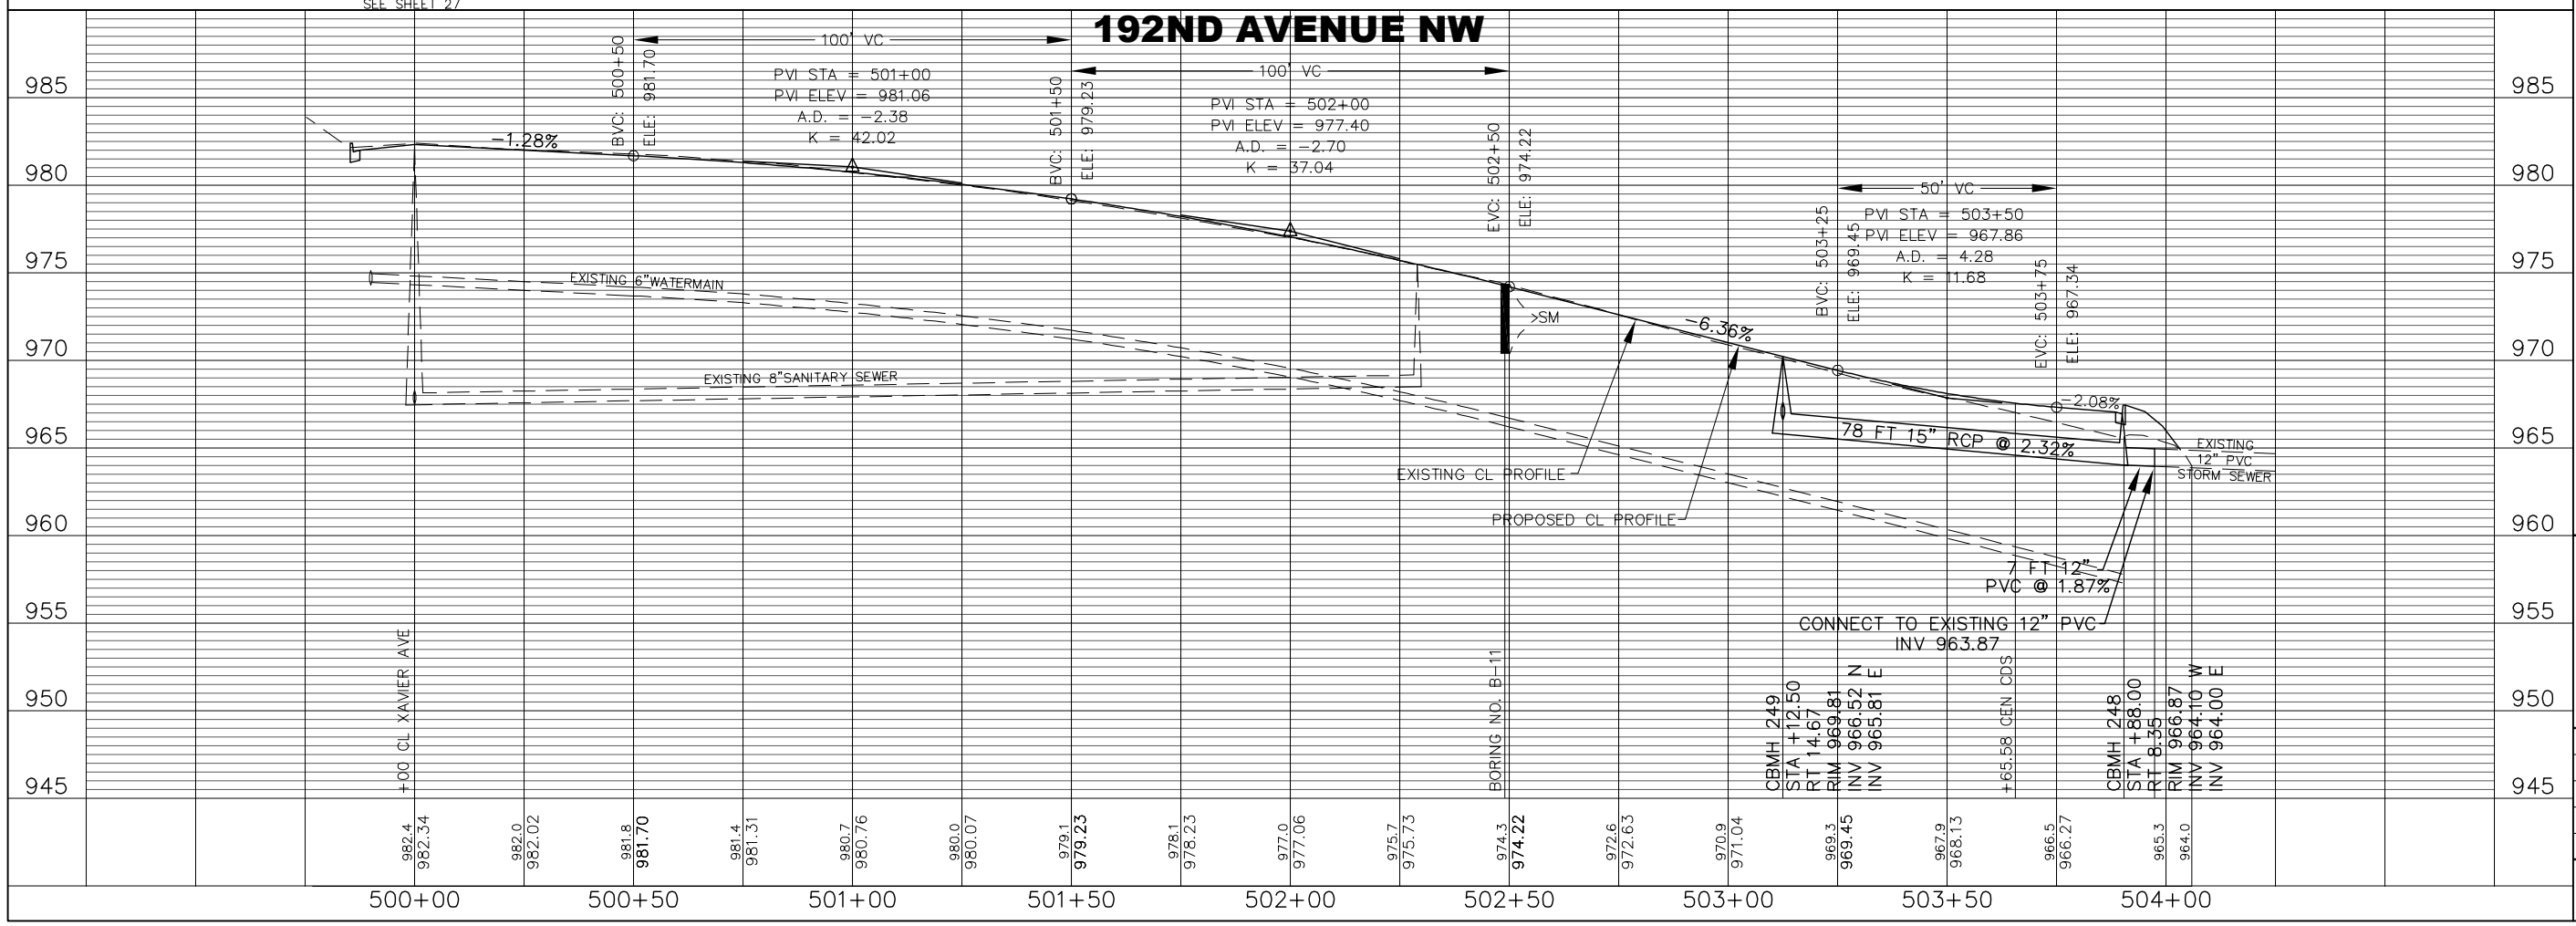 SEE SHEET 27
192ND AVENUE NW
100' VC
BVC: 500+50
ELE: 981.70
PVI STA = 501+00
PVI ELEV = 981.06
A.D. = -2.38
K = 42.02
100' VC
BVC: 501+50
ELE: 979.23
PVI STA = 502+00
PVI ELEV = 977.40
A.D. = -2.70
K = 37.04
EVC: 502+50
ELE: 974.22
50' VC
BVC: 503+25
ELE: 969.45
PVI STA = 503+50
PVI ELEV = 967.86
A.D. = 4.28
K = 11.68
EVC: 503+75
ELE: 967.34
985
980
975
970
965
960
955
950
945
985
980
975
970
965
960
955
950
945
-1.28%
-6.36%
-2.08%
EXISTING 6"WATERMAIN
EXISTING 8"SANITARY SEWER
>SM
78 FT 15" RCP @ 2.32%
EXISTING
12" PVC
STORM SEWER
EXISTING CL PROFILE
PROPOSED CL PROFILE
7 FT 12"
PVC @ 1.87%
CONNECT TO EXISTING 12" PVC
INV 963.87
+00 CL XAVIER AVE
BORING NO. B-11
CBMH 249
STA +12.50
RT 14.67
RIM 969.81
INV 966.52 N
INV 965.81 E
+65.58 CEN CDS
CBMH 248
STA +88.00
RT 8.35
RIM 966.87
INV 964.10 W
INV 964.00 E
982.4
982.34
982.0
982.02
981.8
981.70
981.4
981.31
980.7
980.76
980.0
980.07
979.1
979.23
978.1
978.23
977.0
977.06
975.7
975.73
974.3
974.22
972.6
972.63
970.9
971.04
969.3
969.45
967.9
968.13
966.5
966.27
965.3
964.0
500+00
500+50
501+00
501+50
502+00
502+50
503+00
503+50
504+00